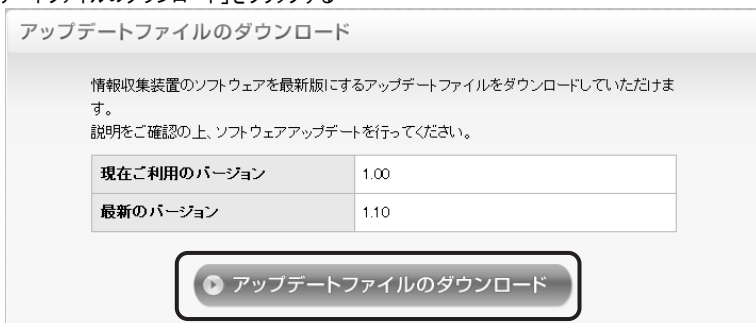 アップデートファイルのダウンロード
情報収集装置のソフトウェアを最新版にするアップデートファイルをダウンロードしていただけま
す。
説明をご確認の上、ソフトウェアアップデートを行ってください。
現在ご利用のバージョン 1.00
最新のバージョン 1.10
アップデートファイルのダウンロード